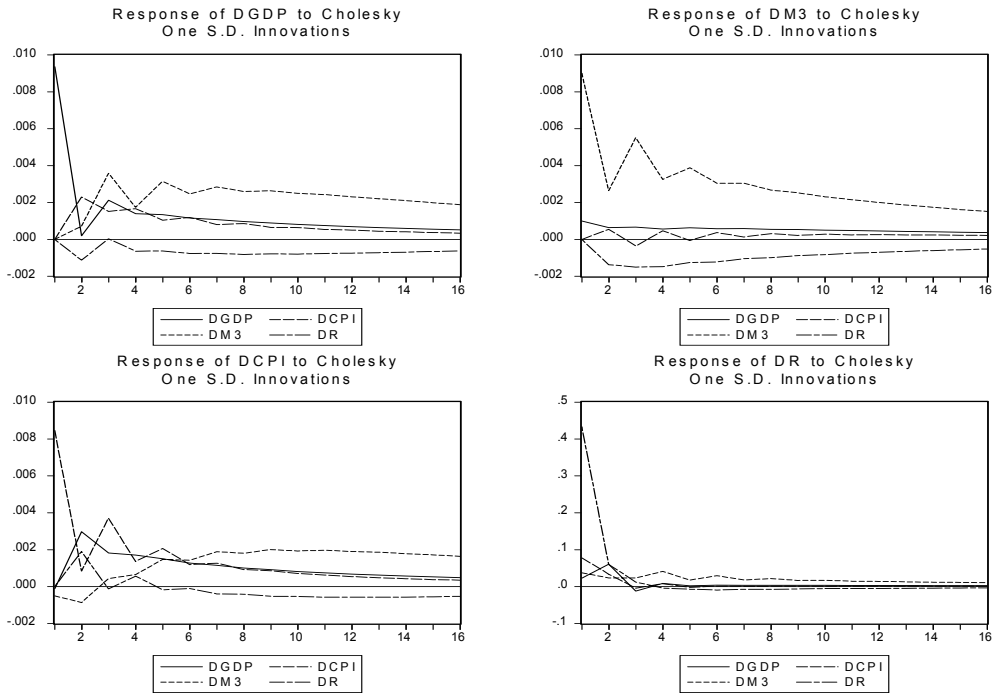 Response of DGDP to Cholesky
One S.D. Innovations
.010
.008
.006
.004
.002
.000
-.002
2 4 6 8 10 12 14 16
DGDP DCPI
DM3 DR
Response of DM3 to Cholesky
One S.D. Innovations
.010
.008
.006
.004
.002
.000
-.002
2 4 6 8 10 12 14 16
DGDP DCPI
DM3 DR
Response of DCPI to Cholesky
One S.D. Innovations
.010
.008
.006
.004
.002
.000
-.002
2 4 6 8 10 12 14 16
DGDP DCPI
DM3 DR
Response of DR to Cholesky
One S.D. Innovations
.5
.4
.3
.2
.1
.0
-.1
2 4 6 8 10 12 14 16
DGDP DCPI
DM3 DR